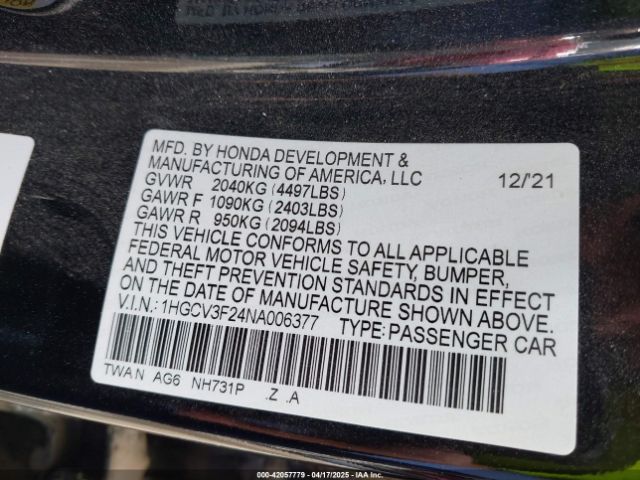 MFD. BY HONDA DEVELOPMENT &
MANUFACTURING OF AMERICA, LLC 12/'21
GVWR 2040KG (4497LBS)
GAWR F 1090KG (2403LBS)
GAWR R 950KG (2094LBS)
THIS VEHICLE CONFORMS TO ALL APPLICABLE
FEDERAL MOTOR VEHICLE SAFETY, BUMPER,
AND THEFT PREVENTION STANDARDS IN EFFECT
ON THE DATE OF MANUFACTURE SHOWN ABOVE.
V.I.N.: 1HGCV3F24NA006377 TYPE: PASSENGER CAR
TWAN AG6 NH731P .Z .A
000-42057779 - 04/17/2025 - IAA Inc.